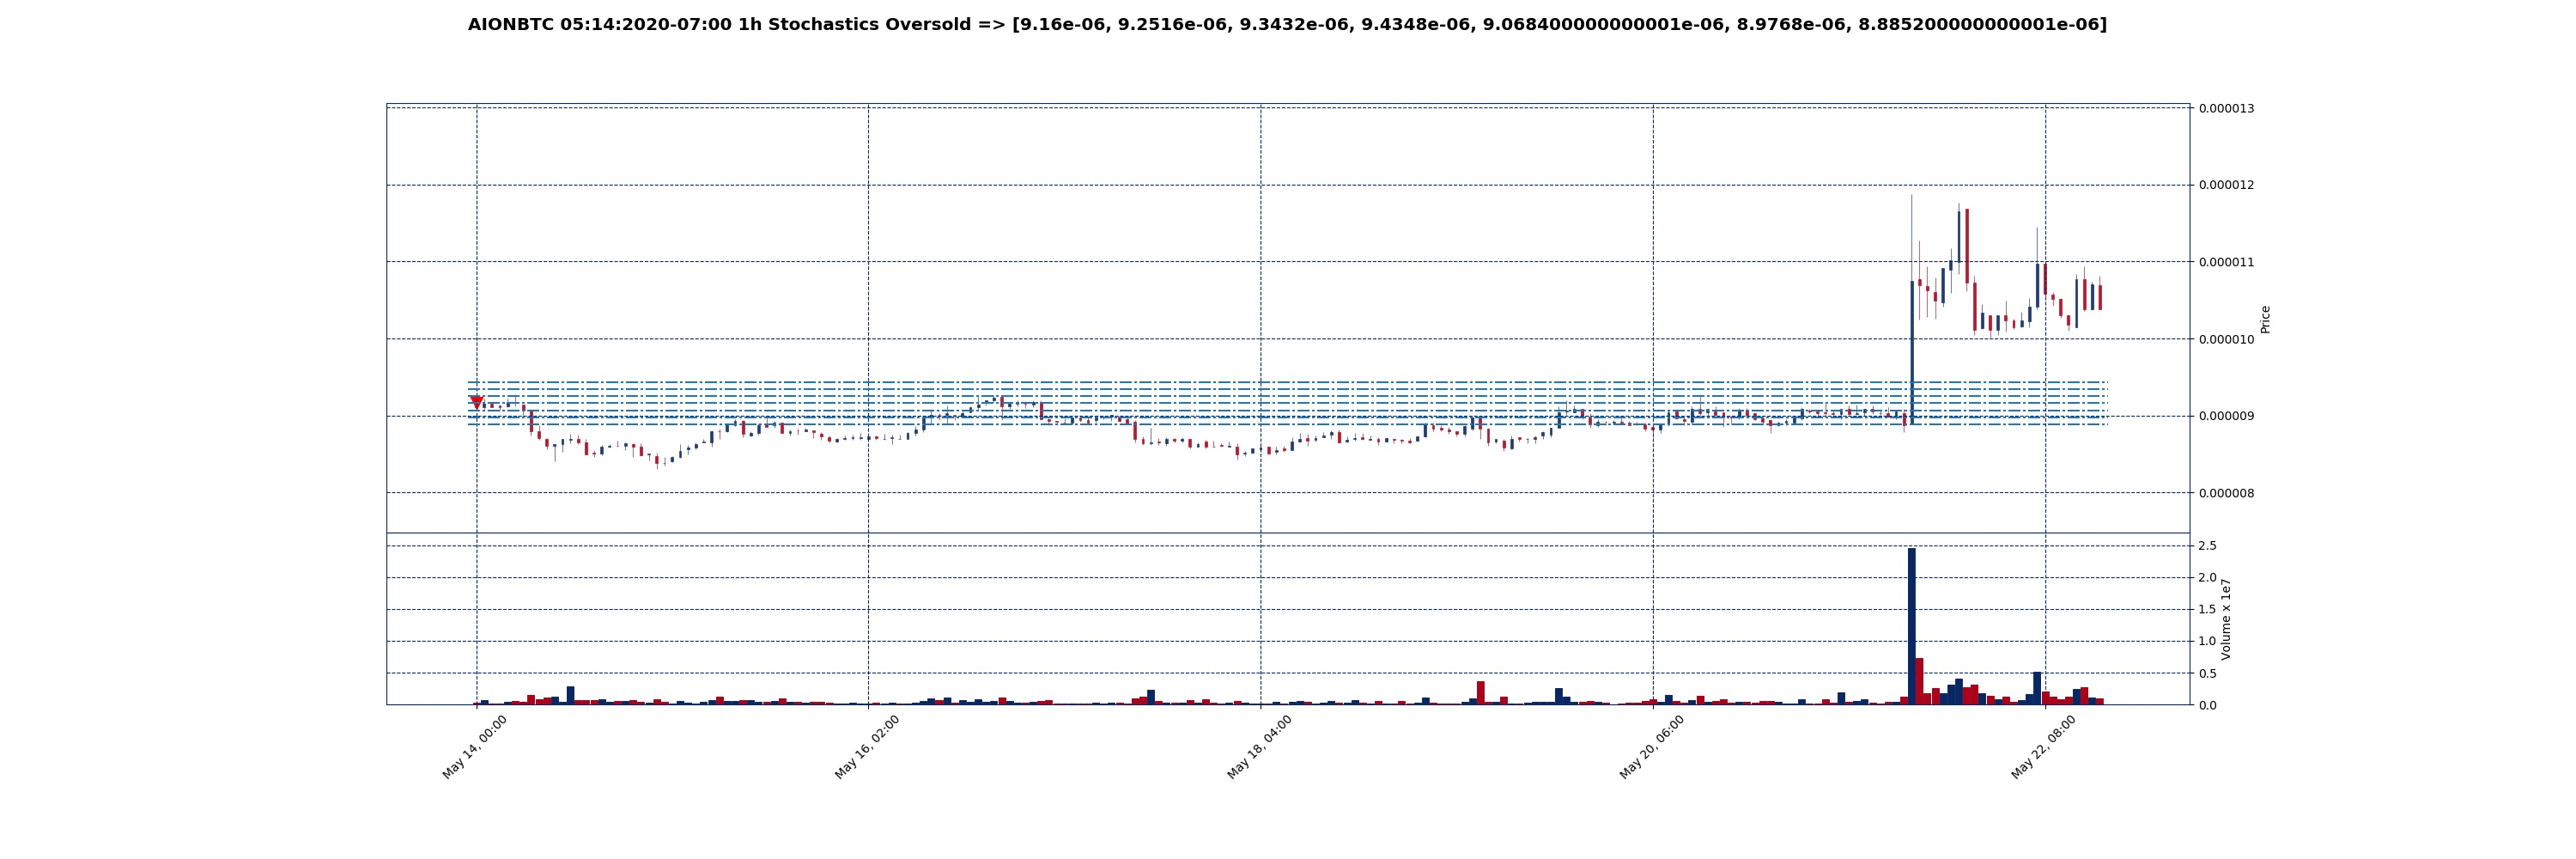 AIONBTC 05:14:2020-07:00 1h Stochastics Oversold => [9.16e-06, 9.2516e-06, 9.3432e-06, 9.4348e-06, 9.068400000000001e-06, 8.9768e-06, 8.885200000000001e-06]
0.000013
0.000012
0.000011
0.000010
0.000009
0.000008
Price
2.5
2.0
1.5
1.0
0.5
0.0
Volume x 1e7
May 14, 00:00
May 16, 02:00
May 18, 04:00
May 20, 06:00
May 22, 08:00